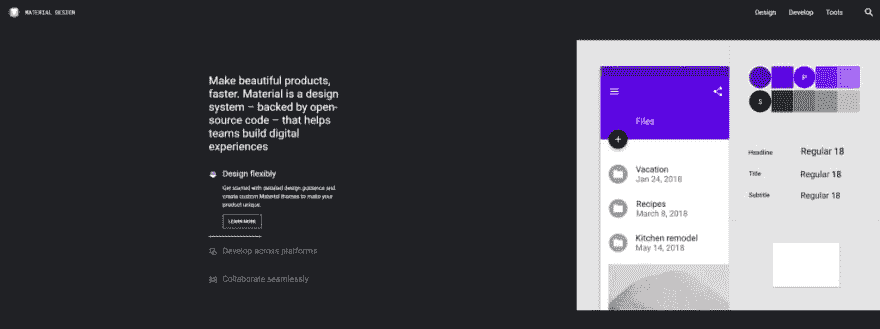 MATERIAL DESIGN
Design Develop Tools
Make beautiful products,
faster. Material is a design
system – backed by open-
source code – that helps
teams build digital
experiences
Design flexibly
Get started with detailed design guidance and
create custom Material themes to make your
product unique.
LEARN MORE
Develop across platforms
Collaborate seamlessly
Files
Vacation
Jan 24, 2018
Recipes
March 8, 2018
Kitchen remodel
May 14, 2018
P
S
Headline Regular 18
Title Regular 18
Subtitle Regular 18